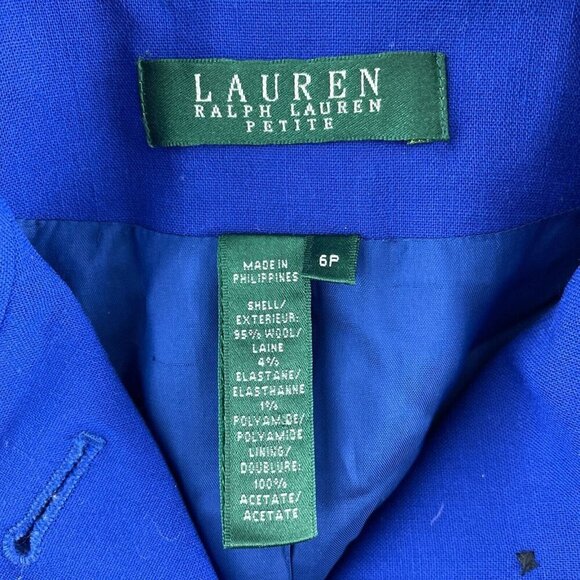 LAUREN
RALPH LAUREN
PETITE
6P
MADE IN
PHILIPPINES
SHELL/
EXTERIEUR:
95% WOOL/
LAINE
4%
ELASTANE/
ELASTHANNE
1%
POLYAMIDE/
POLYAMIDE
LINING/
DOUBLURE:
100%
ACETATE/
ACETATE